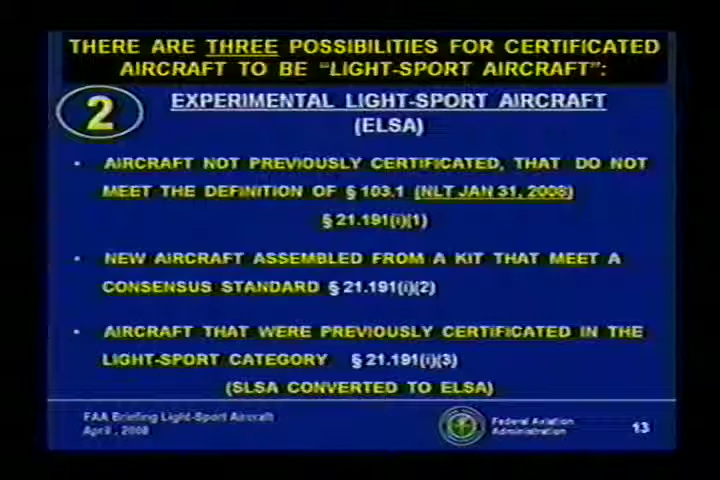 THERE ARE THREE POSSIBILITIES FOR CERTIFICATED
AIRCRAFT TO BE “LIGHT-SPORT AIRCRAFT”:
2
EXPERIMENTAL LIGHT-SPORT AIRCRAFT
(ELSA)
• AIRCRAFT NOT PREVIOUSLY CERTIFICATED, THAT DO NOT
MEET THE DEFINITION OF § 103.1 (NLT JAN 31, 2008)
§ 21.191(i)(1)
• NEW AIRCRAFT ASSEMBLED FROM A KIT THAT MEET A
CONSENSUS STANDARD § 21.191(i)(2)
• AIRCRAFT THAT WERE PREVIOUSLY CERTIFICATED IN THE
LIGHT-SPORT CATEGORY § 21.191(i)(3)
(SLSA CONVERTED TO ELSA)
FAA Briefing Light-Sport Aircraft
April , 2008
Federal Aviation
Administration
13